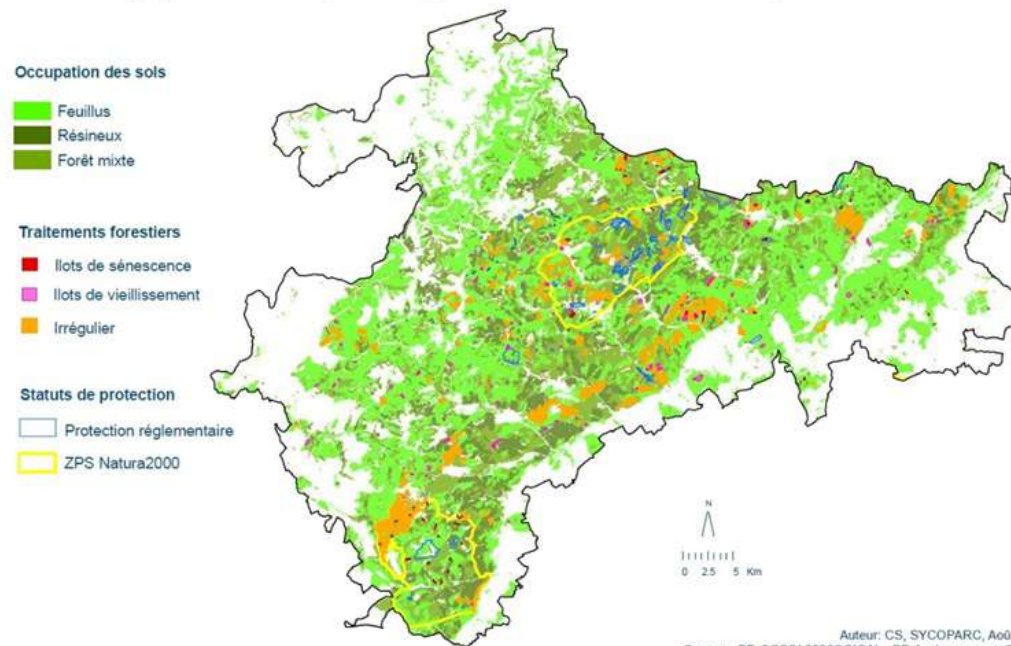 Occupation des sols
Feuillus
Résineux
Forêt mixte
Traitements forestiers
Ilots de sénescence
Ilots de vieillissement
Irrégulier
Statuts de protection
Protection réglementaire
ZPS Natura2000
N
0 2.5 5 Km
Auteur: CS, SYCOPARC, Aoû